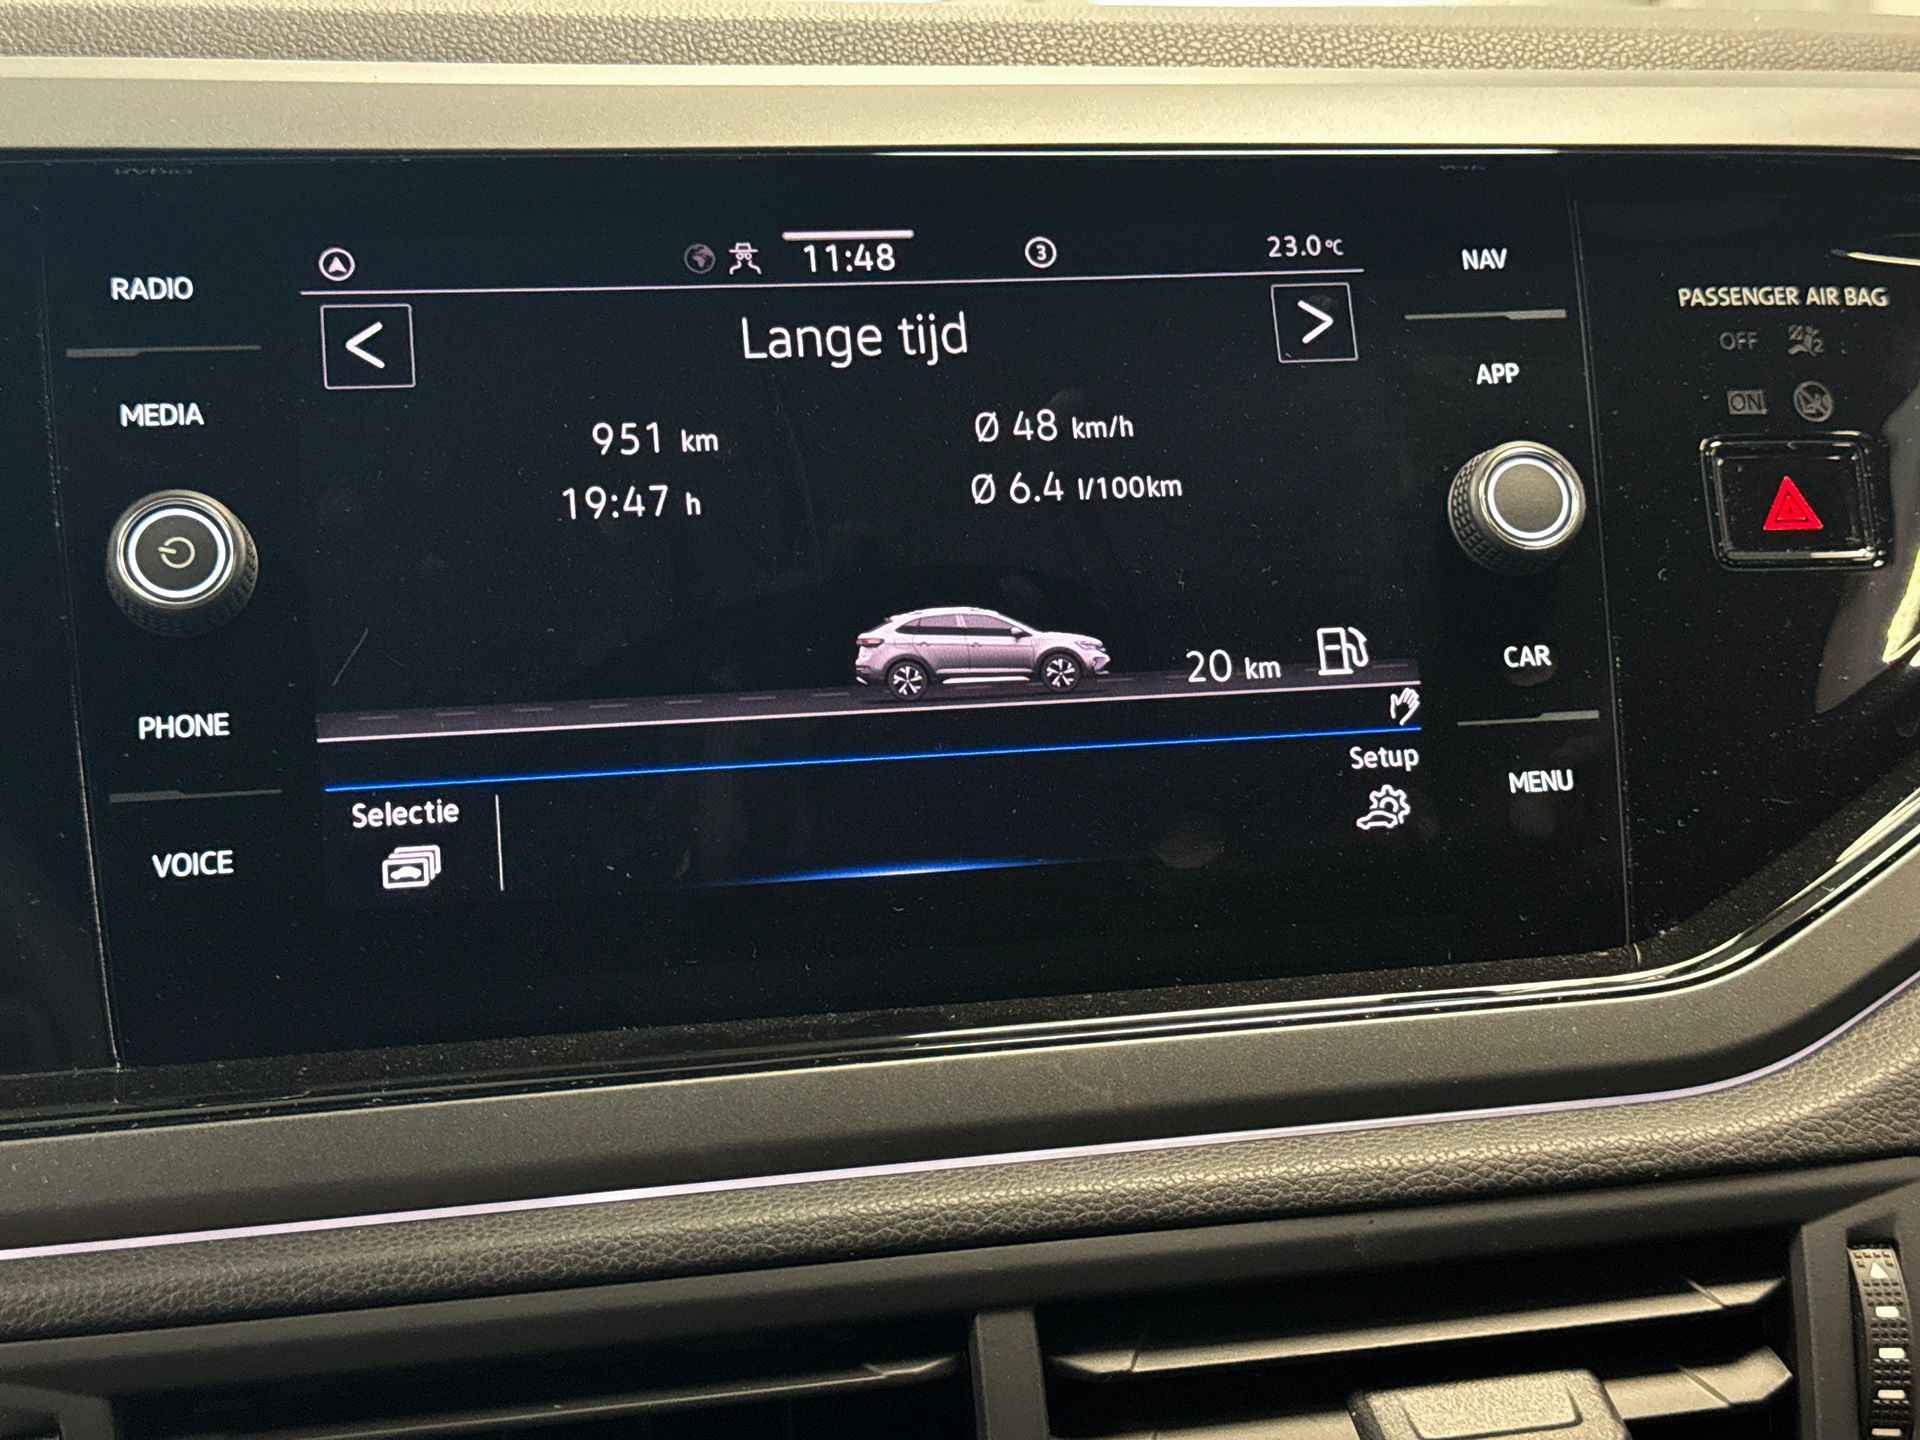 RADIO
MEDIA
PHONE
VOICE
11:48
3
23.0°C
<
Lange tijd
>
951 km
Ø 48 km/h
19:47 h
Ø 6.4 l/100km
20 km
Setup
Selectie
NAV
APP
CAR
MENU
PASSENGER AIR BAG
OFF
ON